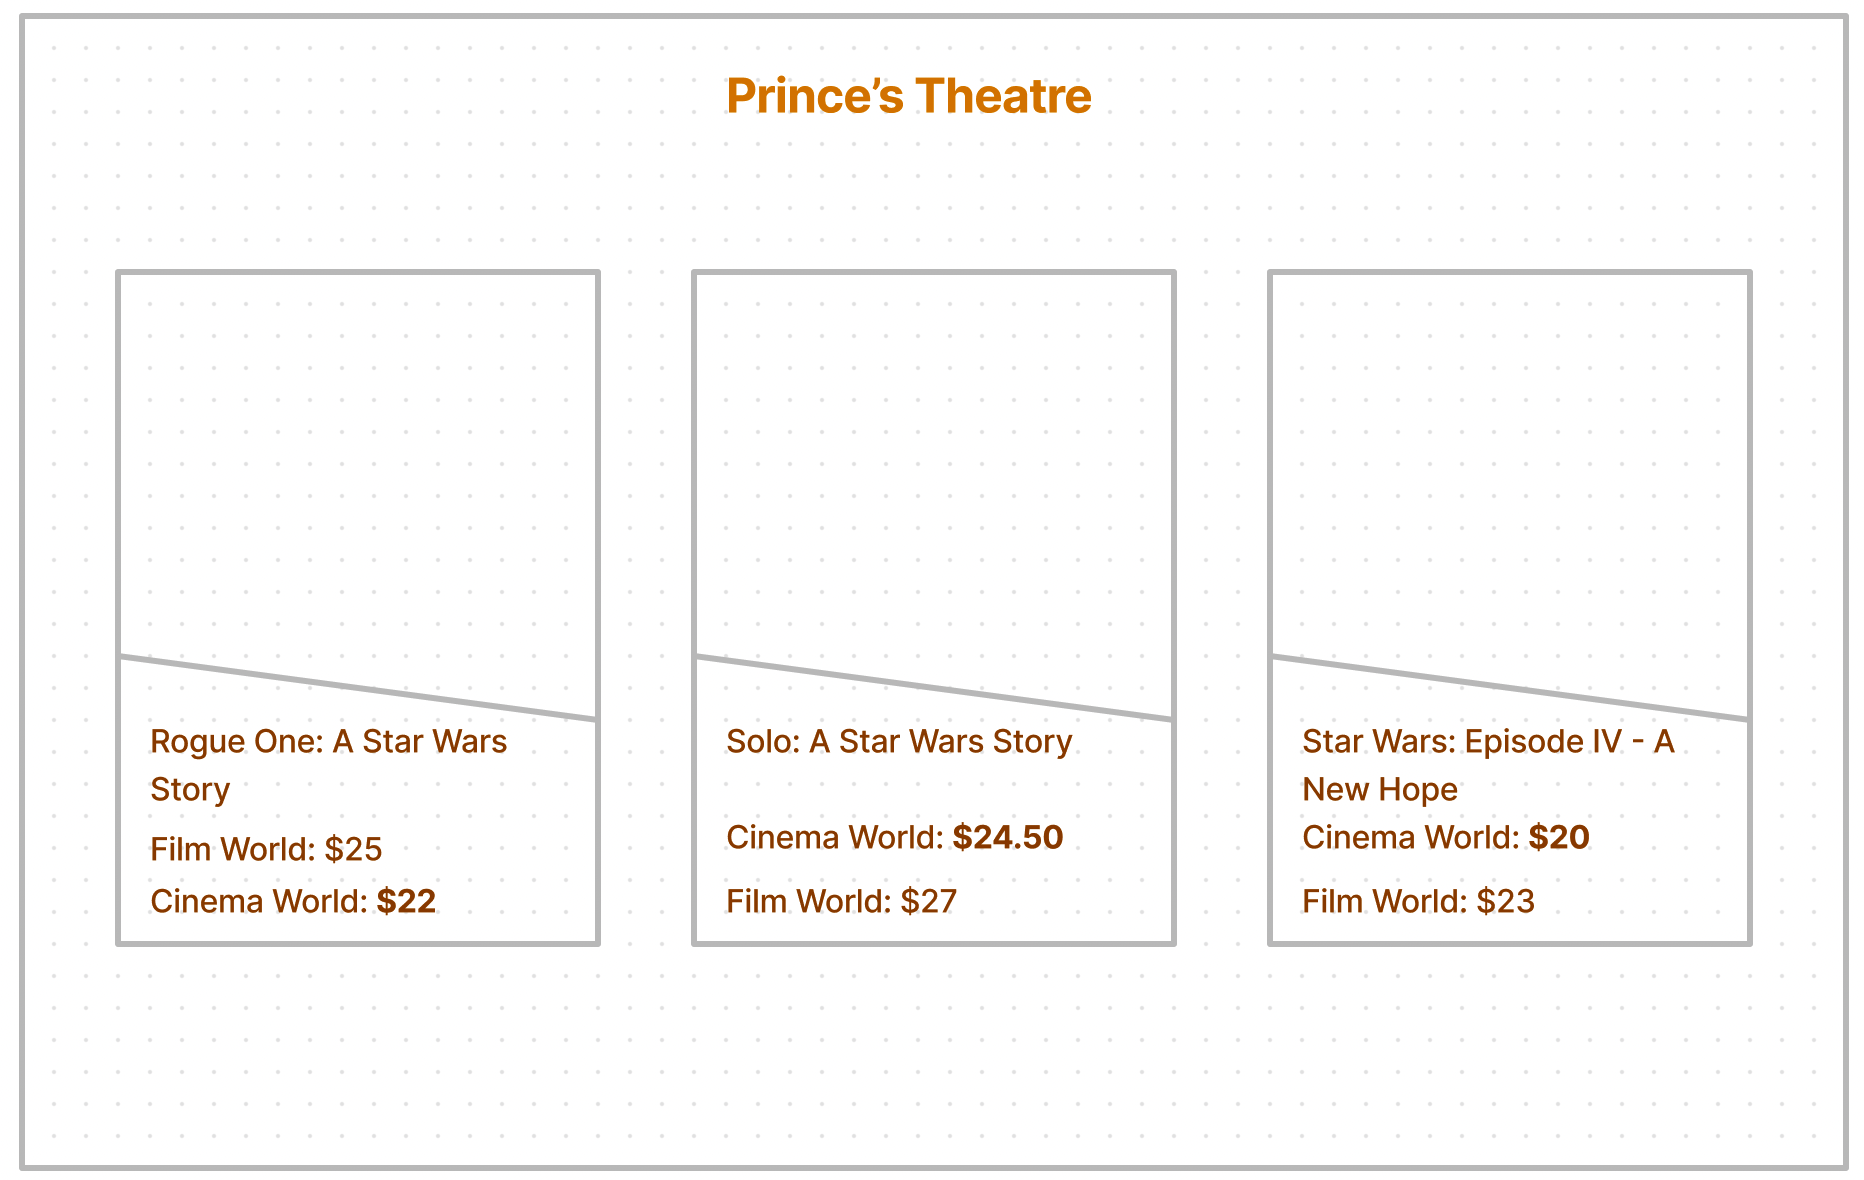 Prince’s Theatre
Rogue One: A Star Wars
Story
Film World: $25
Cinema World: $22
Solo: A Star Wars Story
Cinema World: $24.50
Film World: $27
Star Wars: Episode IV - A
New Hope
Cinema World: $20
Film World: $23